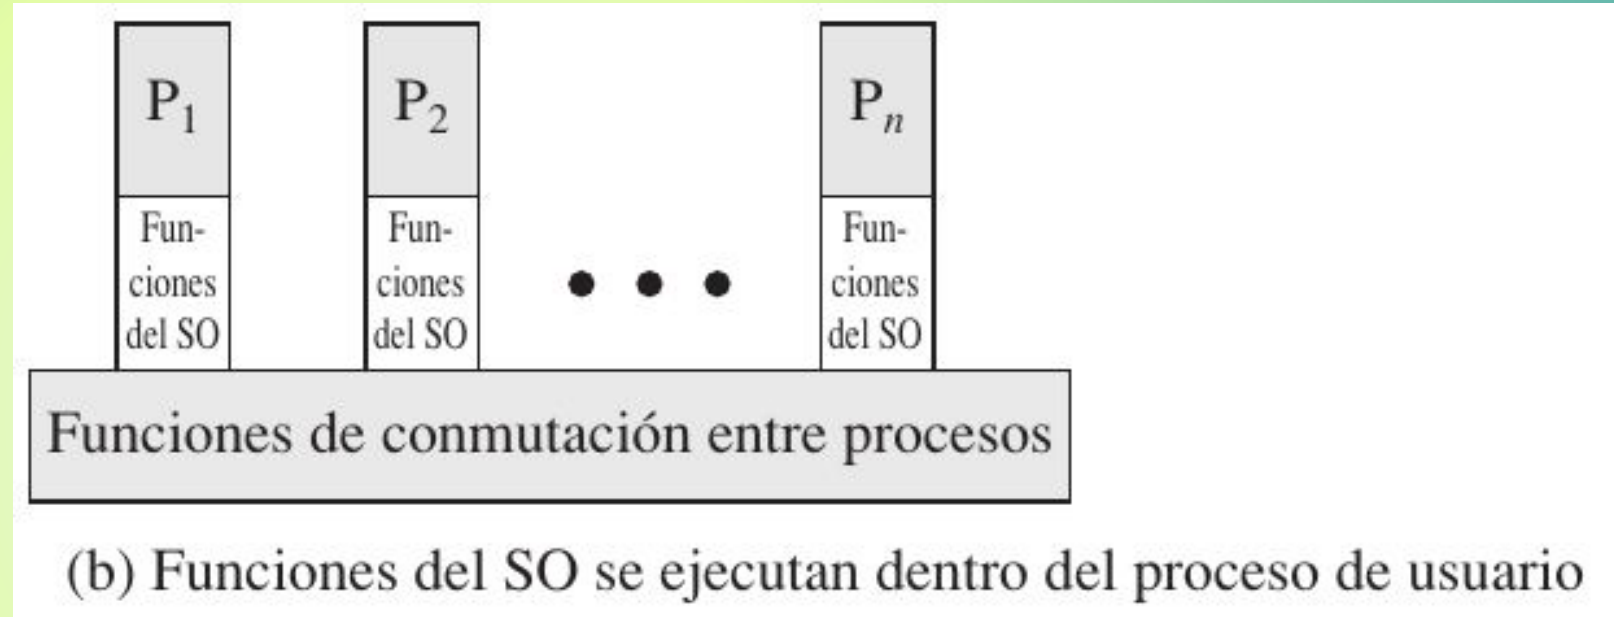 P1
Fun-
ciones
del SO
P2
Fun-
ciones
del SO
Pn
Fun-
ciones
del SO
Funciones de conmutación entre procesos
(b) Funciones del SO se ejecutan dentro del proceso de usuario